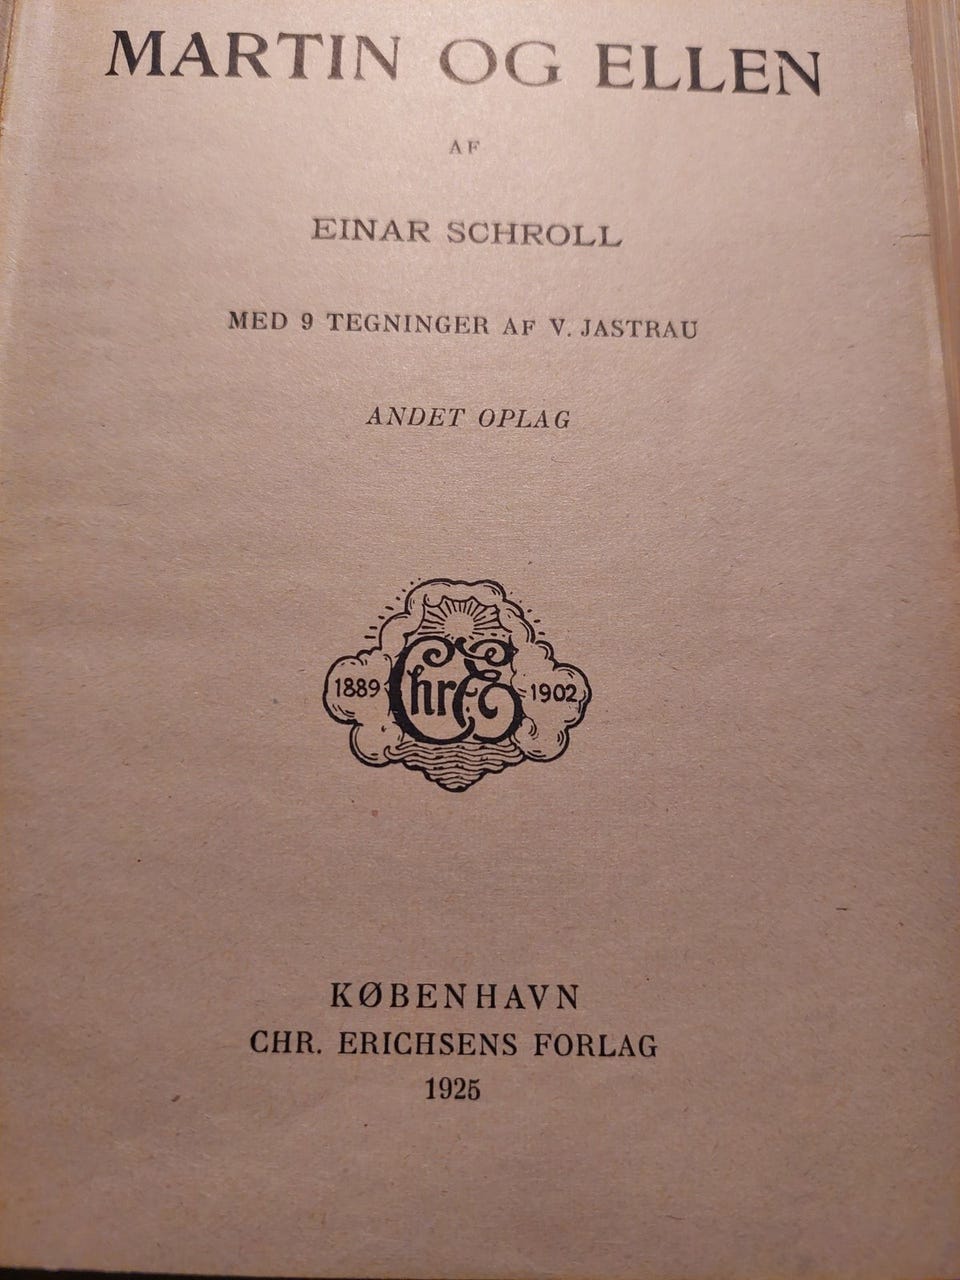 MARTIN OG ELLEN
AF
EINAR SCHROLL
MED 9 TEGNINGER AF V. JASTRAU
ANDET OPLAG
1889 Chr E 1902
KØBENHAVN
CHR. ERICHSENS FORLAG
1925